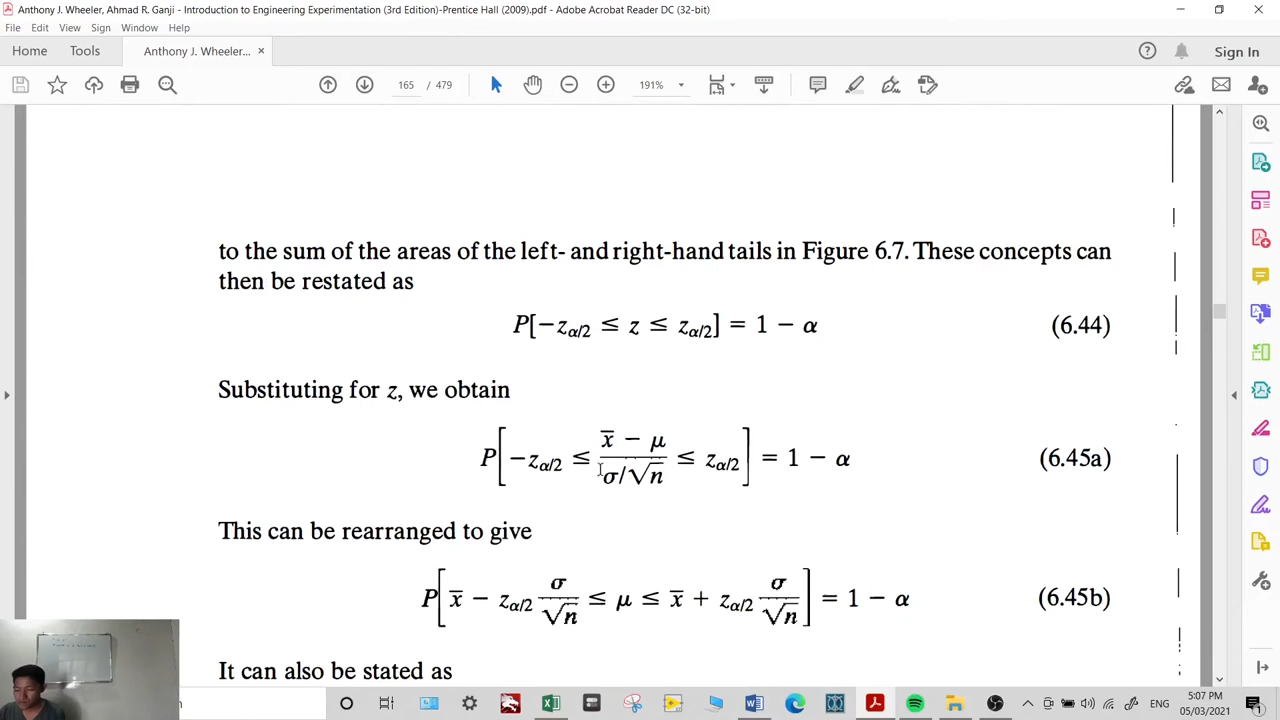 Anthony J. Wheeler, Ahmad R. Ganji - Introduction to Engineering Experimentation (3rd Edition)-Prentice Hall (2009).pdf - Adobe Acrobat Reader DC (32-bit)
File Edit View Sign Window Help
Home Tools Anthony J. Wheeler... × Sign In
165 / 479 191%
to the sum of the areas of the left- and right-hand tails in Figure 6.7. These concepts can
then be restated as
P[−z_{α/2} ≤ z ≤ z_{α/2}] = 1 − α (6.44)
Substituting for z, we obtain
P[−z_{α/2} ≤ (x̄ − μ)/(σ/√n) ≤ z_{α/2}] = 1 − α (6.45a)
This can be rearranged to give
P[x̄ − z_{α/2} σ/√n ≤ μ ≤ x̄ + z_{α/2} σ/√n] = 1 − α (6.45b)
It can also be stated as
ENG
5:07 PM
05/03/2021